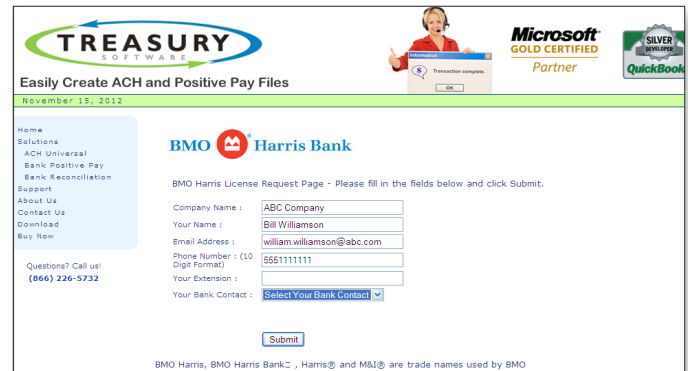 TREASURY
SOFTWARE
Easily Create ACH and Positive Pay Files
Information
Transaction complete.
OK
Microsoft
GOLD CERTIFIED
Partner
SILVER
DEVELOPER
QuickBook
November 15, 2012
Home
Solutions
ACH Universal
Bank Positive Pay
Bank Reconciliation
Support
About Us
Contact Us
Download
Buy Now
Questions? Call us!
(866) 226-5732
BMO Harris Bank
BMO Harris License Request Page - Please fill in the fields below and click Submit.
Company Name : ABC Company
Your Name : Bill Williamson
Email Address : william.williamson@abc.com
Phone Number : (10
Digit Format) 5551111111
Your Extension :
Your Bank Contact : Select Your Bank Contact
Submit
BMO Harris, BMO Harris Bank□ , Harris® and M&I® are trade names used by BMO